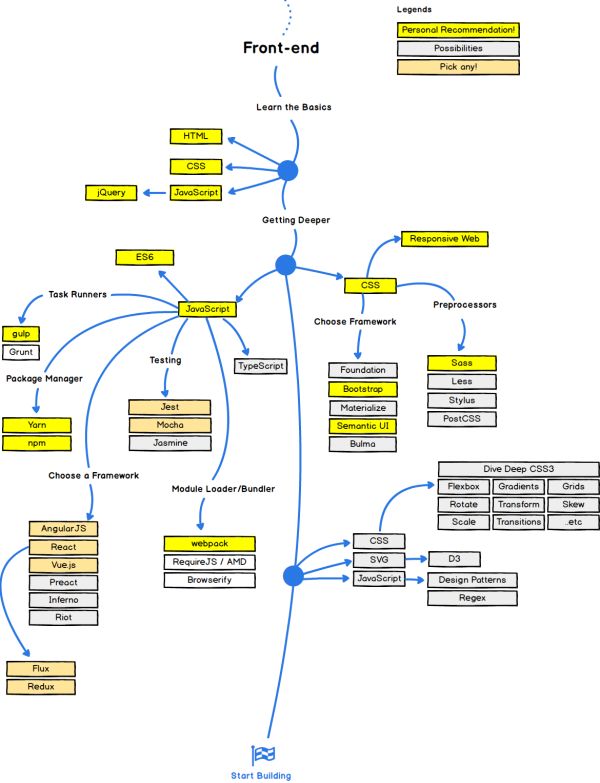 Legends
Personal Recommendation!
Possibilities
Pick any!
Front-end
Learn the Basics
HTML
CSS
jQuery
JavaScript
Getting Deeper
Responsive Web
ES6
CSS
Task Runners
JavaScript
Preprocessors
gulp
Grunt
Choose Framework
Testing
TypeScript
Package Manager
Foundation
Bootstrap
Materialize
Semantic UI
Bulma
Sass
Less
Stylus
PostCSS
Yarn
npm
Jest
Mocha
Jasmine
Choose a Framework
Module Loader/Bundler
Dive Deep CSS3
Flexbox
Gradients
Grids
Rotate
Transform
Skew
Scale
Transitions
..etc
AngularJS
React
Vue.js
Preact
Inferno
Riot
webpack
RequireJS / AMD
Browserify
CSS
SVG
D3
JavaScript
Design Patterns
Regex
Flux
Redux
Start Building